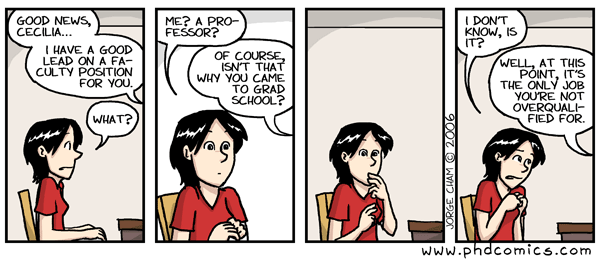 GOOD NEWS,
CECILIA...
I HAVE A GOOD
LEAD ON A FA-
CULTY POSITION
FOR YOU.
WHAT?
ME? A PRO-
FESSOR?
OF COURSE,
ISN'T THAT
WHY YOU CAME
TO GRAD
SCHOOL?
JORGE CHAM © 2006
I DON'T
KNOW, IS
IT?
WELL, AT THIS
POINT, IT'S
THE ONLY JOB
YOU'RE NOT
OVERQUALI-
FIED FOR.
www.phdcomics.com